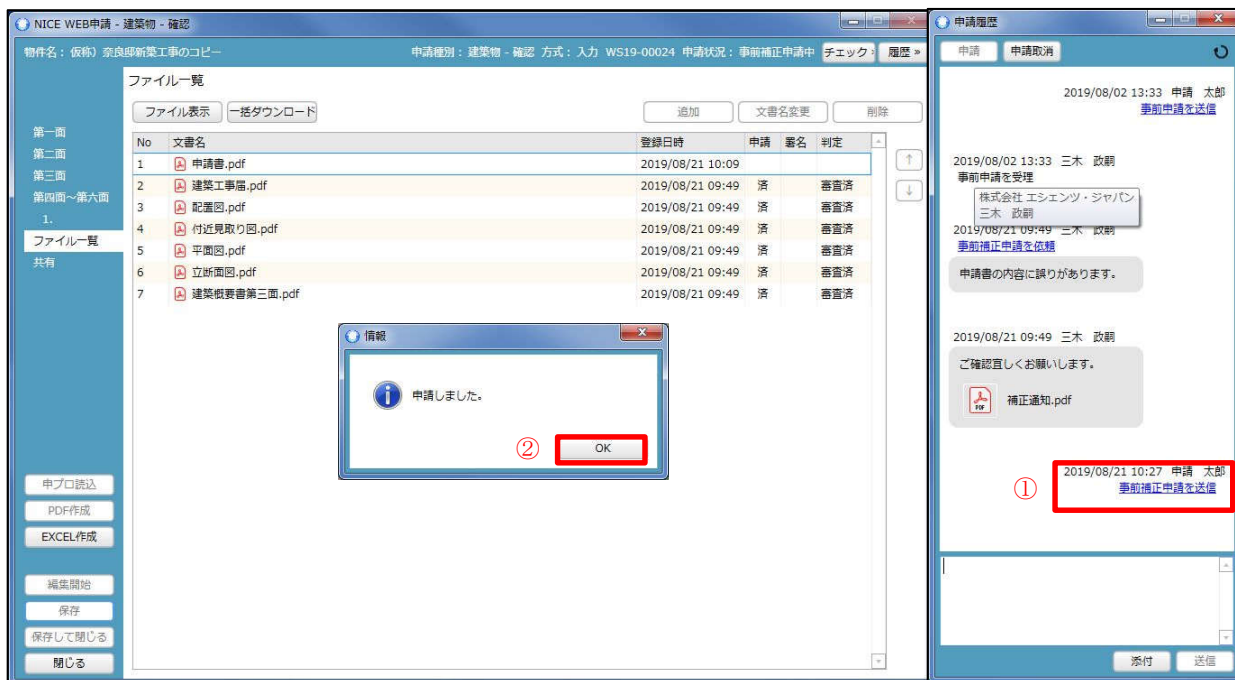 NICE WEB申請 - 建築物 - 確認
物件名： 仮称）奈良邸新築工事のコピー
申請種別： 建築物 - 確認 方式： 入力 WS19-00024 申請状況： 事前補正申請中
チェック
履歴 »
第一面
第二面
第三面
第四面～第六面
1.
ファイル一覧
共有
申プロ読込
PDF作成
EXCEL作成
編集開始
保存
保存して閉じる
閉じる
ファイル一覧
ファイル表示
一括ダウンロード
追加
文書名変更
削除
No 文書名 登録日時 申請 署名 判定
1 申請書.pdf 2019/08/21 10:09
2 建築工事届.pdf 2019/08/21 09:49 済 審査済
3 配置図.pdf 2019/08/21 09:49 済 審査済
4 付近見取り図.pdf 2019/08/21 09:49 済 審査済
5 平面図.pdf 2019/08/21 09:49 済 審査済
6 立断面図.pdf 2019/08/21 09:49 済 審査済
7 建築概要書第三面.pdf 2019/08/21 09:49 済 審査済
↑
↓
情報
申請しました。
②
OK
申請履歴
申請
申請取消
2019/08/02 13:33 申請 太郎
事前申請を送信
2019/08/02 13:33 三木 政嗣
事前申請を受理
株式会社 エシェンツ・ジャパン
三木 政嗣
2019/08/21 09:49 三木 政嗣
事前補正申請を依頼
申請書の内容に誤りがあります。
2019/08/21 09:49 三木 政嗣
ご確認宜しくお願いします。
PDF
補正通知.pdf
①
2019/08/21 10:27 申請 太郎
事前補正申請を送信
添付
送信